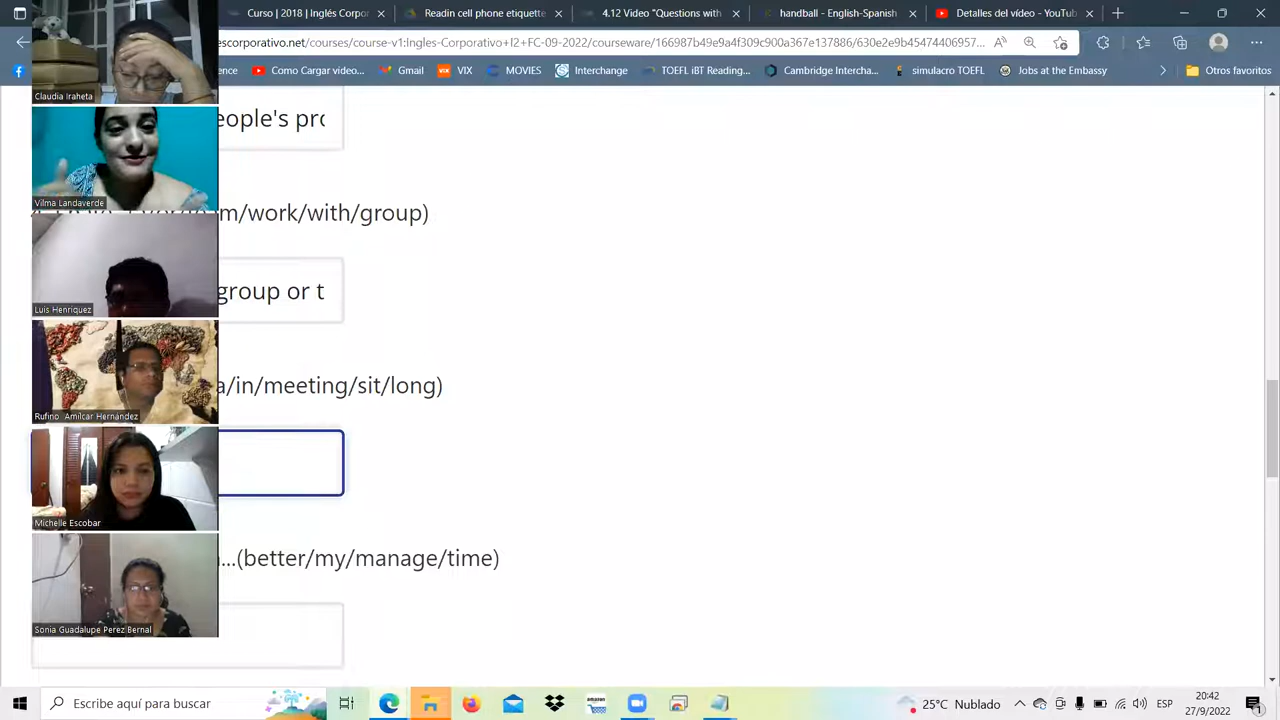 Curso | 2018 | Inglés Corpor
Readin cell phone etiquette
4.12 Video "Questions with
handball - English-Spanish
Detalles del vídeo - YouTub
escorporativo.net/courses/course-v1:Ingles-Corporativo+I2+FC-09-2022/courseware/166987b49e9a4f309c900a367e137886/630e2e9b45474406957...
ence
Como Cargar vídeo...
Gmail
VIX
MOVIES
Interchange
TOEFL iBT Reading...
Cambridge Intercha...
simulacro TOEFL
Jobs at the Embassy
Otros favoritos
Claudia Iraheta
eople's pro
Vilma Landaverde
m/work/with/group)
group or t
Luis Henriquez
a/in/meeting/sit/long)
Rufino Amilcar Hernández
Michelle Escobar
...(better/my/manage/time)
Sonia Guadalupe Perez Bernal
Escribe aquí para buscar
25°C Nublado
ESP
20:42
27/9/2022